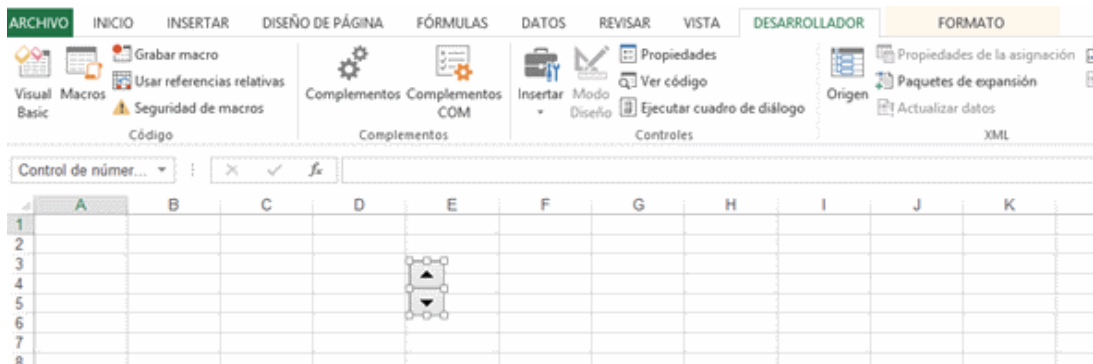 ARCHIVO INICIO INSERTAR DISEÑO DE PÁGINA FÓRMULAS DATOS REVISAR VISTA DESARROLLADOR FORMATO
Grabar macro Propiedades Propiedades de la asignación
Usar referencias relativas Ver código Paquetes de expansión
Visual Basic Macros Seguridad de macros Complementos Complementos COM Insertar Modo Diseño Ejecutar cuadro de diálogo Origen Actualizar datos
Código Complementos Controles XML
Control de númer... fx
A B C D E F G H I J K
1
2
3
4
5
6
7
8